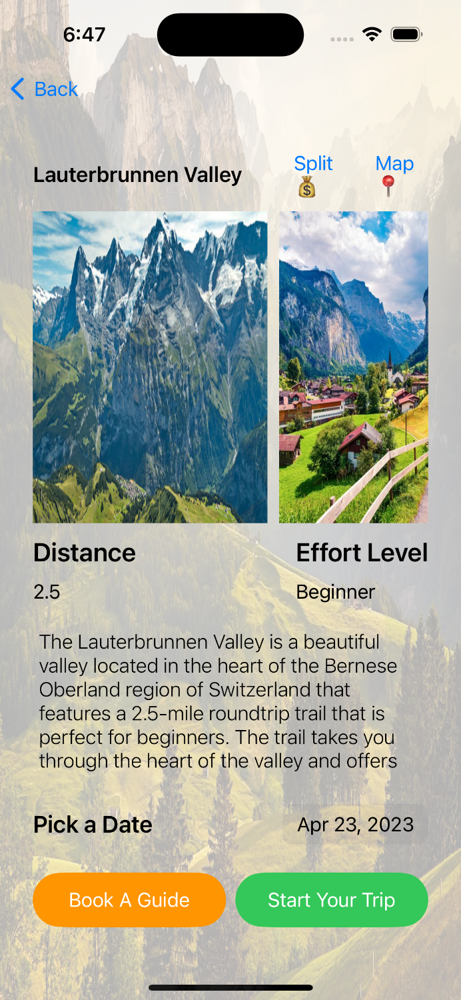 6:47
Back
Lauterbrunnen Valley
Split
Map
Distance
Effort Level
2.5
Beginner
The Lauterbrunnen Valley is a beautiful
valley located in the heart of the Bernese
Oberland region of Switzerland that
features a 2.5-mile roundtrip trail that is
perfect for beginners. The trail takes you
through the heart of the valley and offers
Pick a Date
Apr 23, 2023
Book A Guide
Start Your Trip